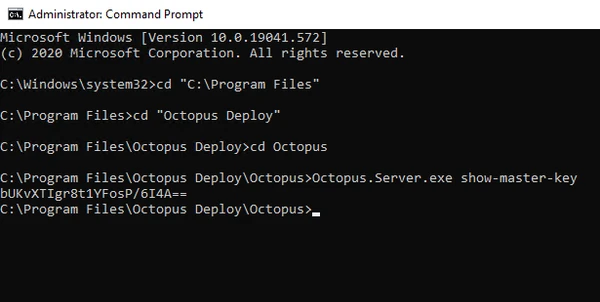 Administrator: Command Prompt
Microsoft Windows [Version 10.0.19041.572]
(c) 2020 Microsoft Corporation. All rights reserved.
C:\Windows\system32>cd "C:\Program Files"
C:\Program Files>cd "Octopus Deploy"
C:\Program Files\Octopus Deploy>cd Octopus
C:\Program Files\Octopus Deploy\Octopus>Octopus.Server.exe show-master-key
bUKvXTIgr8t1YFosP/6I4A==
C:\Program Files\Octopus Deploy\Octopus>